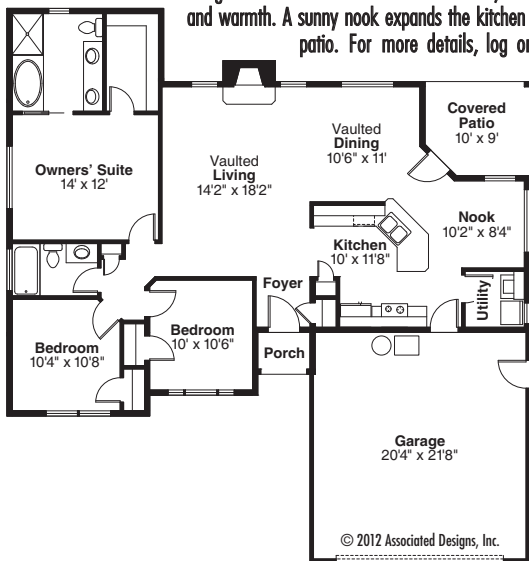 and warmth. A sunny nook expands the kitchen
patio. For more details, log
Covered
Patio
10' x 9'
Vaulted
Dining
10'6" x 11'
Owners' Suite
14' x 12'
Vaulted
Living
14'2" x 18'2"
Nook
10'2" x 8'4"
Kitchen
10' x 11'8"
Utility
Foyer
Bedroom
10' x 10'6"
Bedroom
10'4" x 10'8"
Porch
Garage
20'4" x 21'8"
© 2012 Associated Designs, Inc.